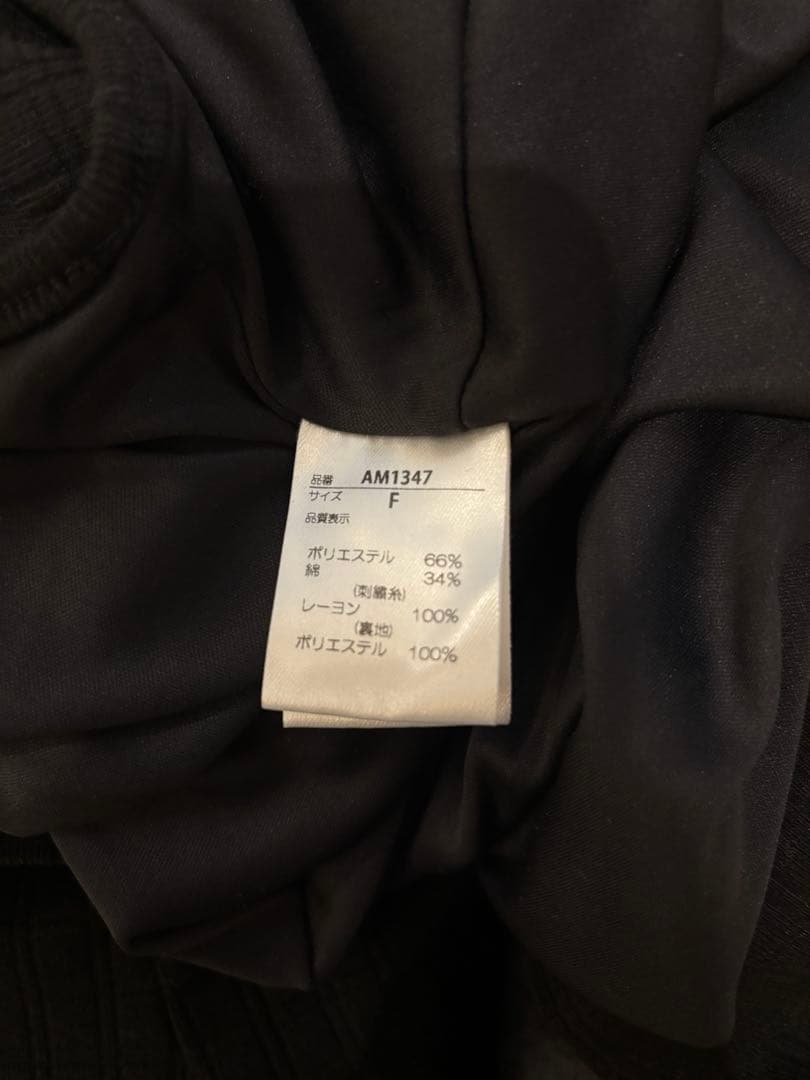 品番 AM1347
サイズ F
品質表示
ポリエステル 66%
綿 34%
(刺繍糸)
レーヨン 100%
(裏地)
ポリエステル 100%